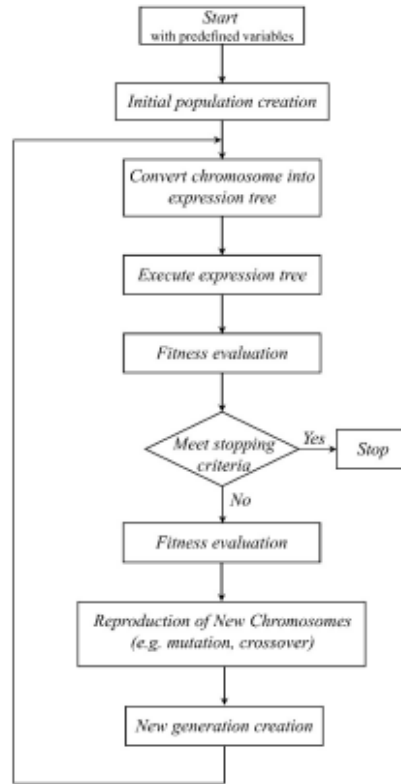 Start
with predefined variables
Initial population creation
Convert chromosome into
expression tree
Execute expression tree
Fitness evaluation
Meet stopping
criteria
Yes
Stop
No
Fitness evaluation
Reproduction of New Chromosomes
(e.g. mutation, crossover)
New generation creation